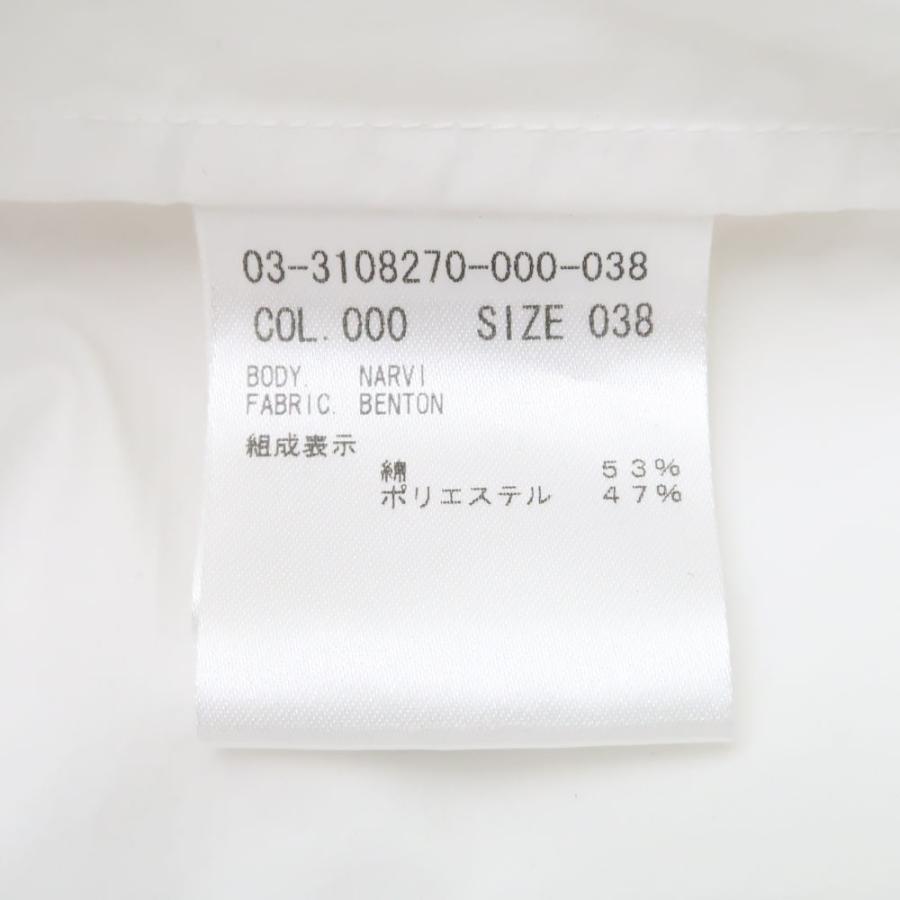 03-3108270-000-038
COL.000 SIZE 038
BODY. NARVI
FABRIC. BENTON
組成表示
綿 53%
ポリエステル 47%